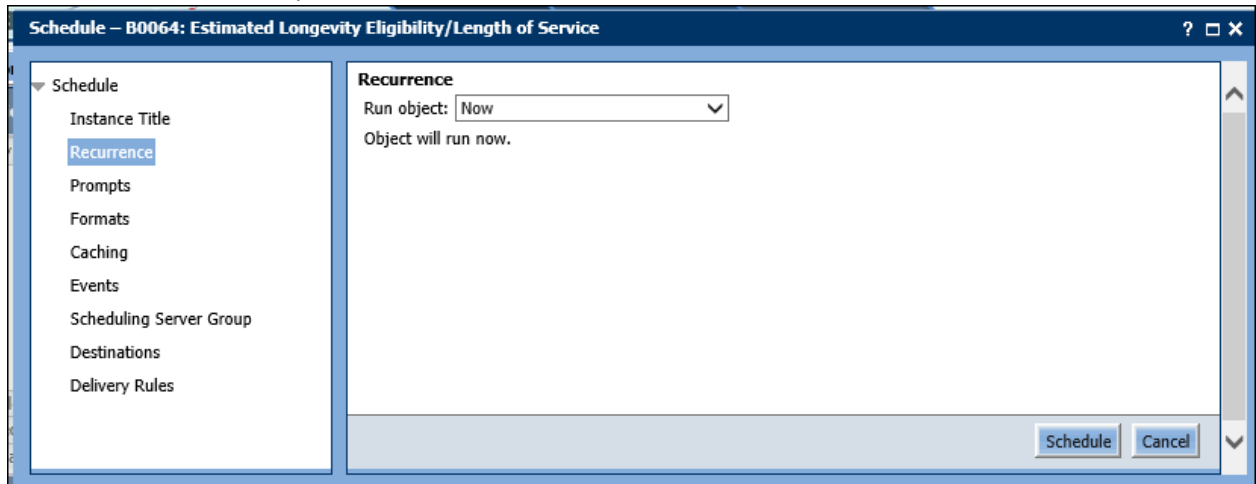 Schedule – B0064: Estimated Longevity Eligibility/Length of Service ?
Schedule
Instance Title
Recurrence
Prompts
Formats
Caching
Events
Scheduling Server Group
Destinations
Delivery Rules
Recurrence
Run object: Now
Object will run now.
Schedule Cancel